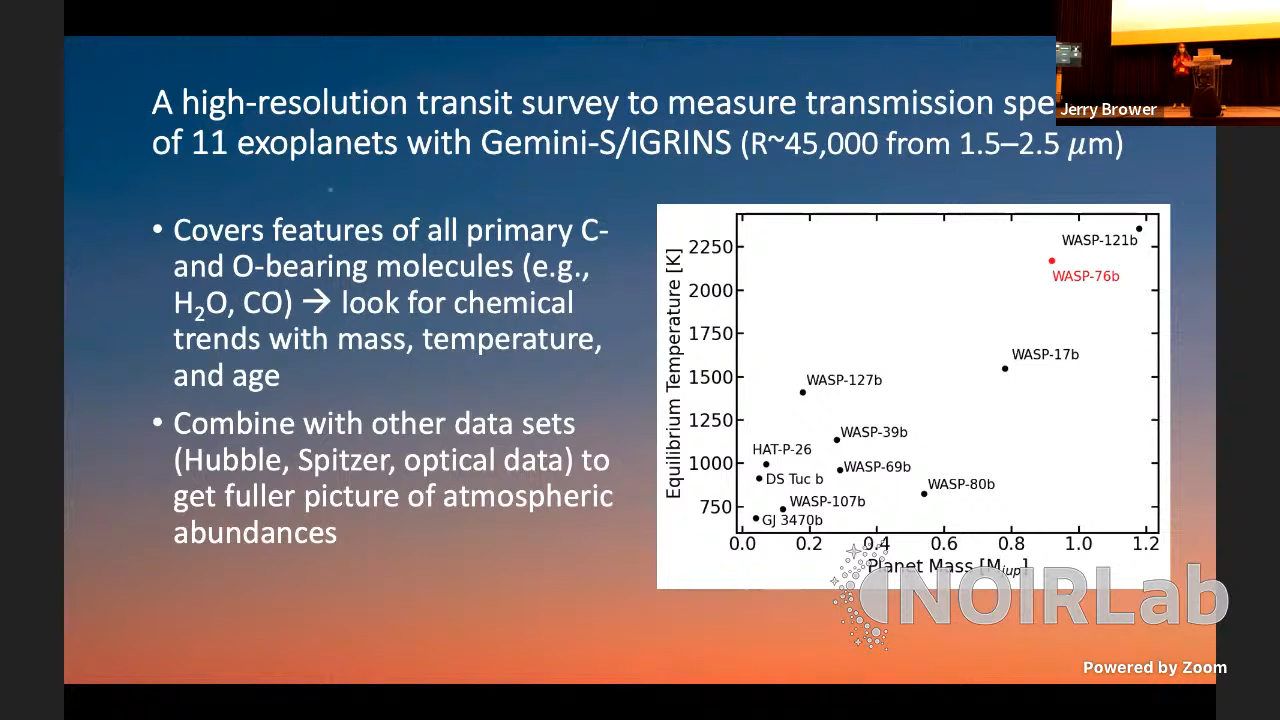 A high-resolution transit survey to measure transmission spe
of 11 exoplanets with Gemini-S/IGRINS (R~45,000 from 1.5–2.5 𝜇m)
Jerry Brower
• Covers features of all primary C-
and O-bearing molecules (e.g.,
H₂O, CO) → look for chemical
trends with mass, temperature,
and age
• Combine with other data sets
(Hubble, Spitzer, optical data) to
get fuller picture of atmospheric
abundances
Equilibrium Temperature [K]
2250
2000
1750
1500
1250
1000
750
WASP-121b
WASP-76b
WASP-17b
WASP-127b
WASP-39b
HAT-P-26
WASP-69b
DS Tuc b
WASP-80b
WASP-107b
GJ 3470b
0.0 0.2 0.4 0.6 0.8 1.0 1.2
Planet Mass [Mjup]
NOIRLab
Powered by Zoom